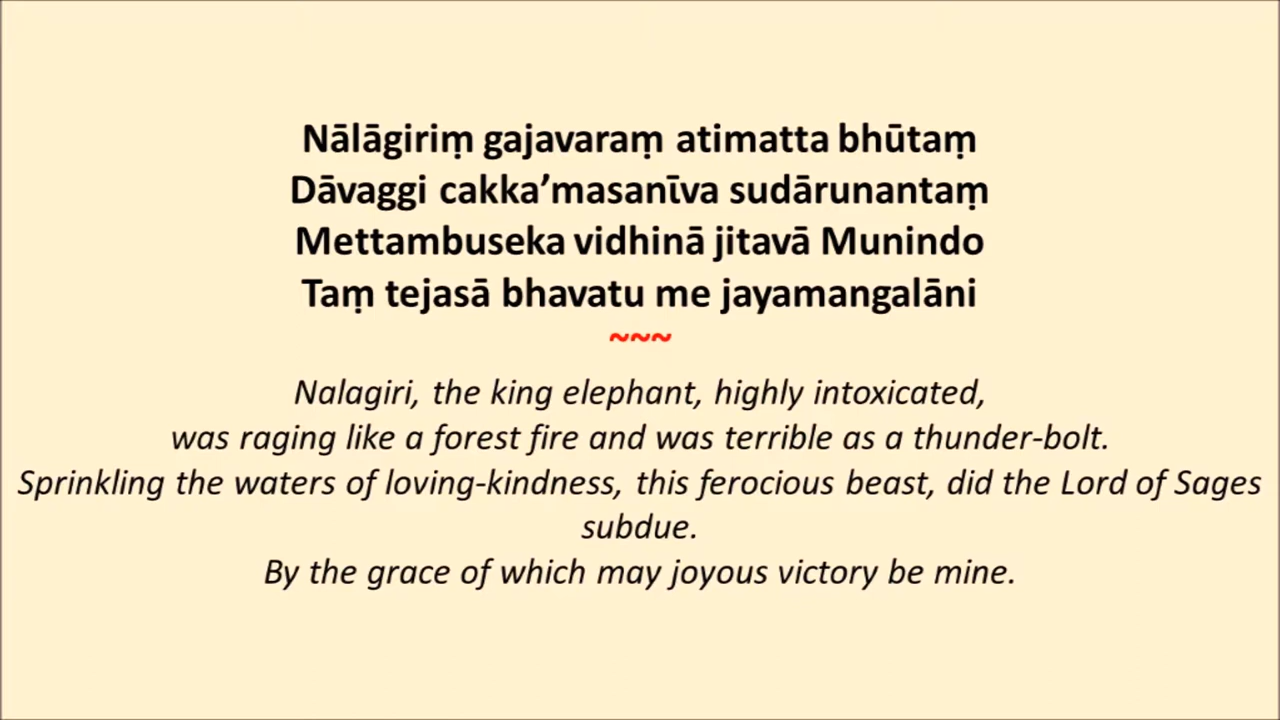 Nālāgiriṃ gajavaraṃ atimatta bhūtaṃ
Dāvaggi cakka’masanīva sudārunantaṃ
Mettambuseka vidhinā jitavā Munindo
Taṃ tejasā bhavatu me jayamangalāni
~~~
Nalagiri, the king elephant, highly intoxicated,
was raging like a forest fire and was terrible as a thunder-bolt.
Sprinkling the waters of loving-kindness, this ferocious beast, did the Lord of Sages
subdue.
By the grace of which may joyous victory be mine.